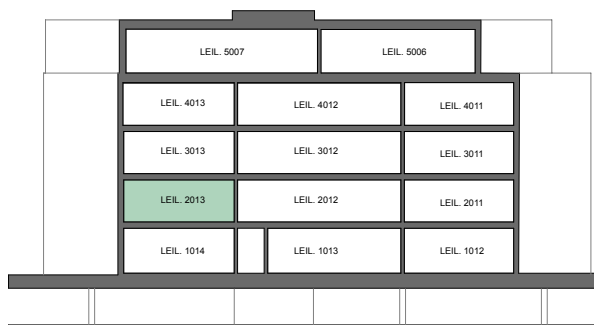 LEIL. 5007
LEIL. 5006
LEIL. 4013
LEIL. 4012
LEIL. 4011
LEIL. 3013
LEIL. 3012
LEIL. 3011
LEIL. 2013
LEIL. 2012
LEIL. 2011
LEIL. 1014
LEIL. 1013
LEIL. 1012